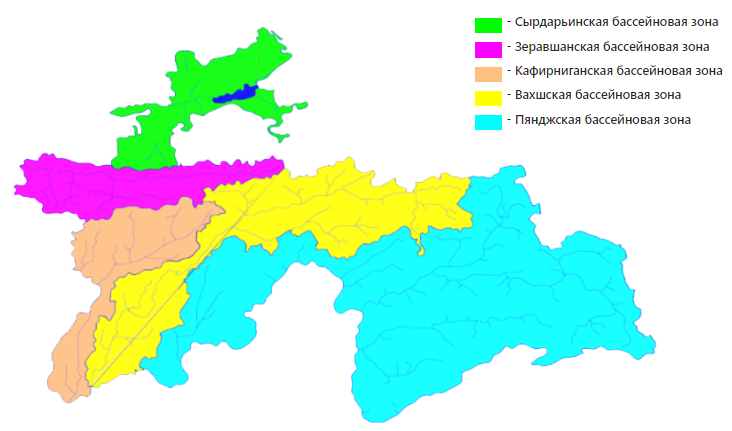 - Сырдарьинская бассейновая зона
- Зеравшанская бассейновая зона
- Кафирниганская бассейновая зона
- Вахшская бассейновая зона
- Пянджская бассейновая зона